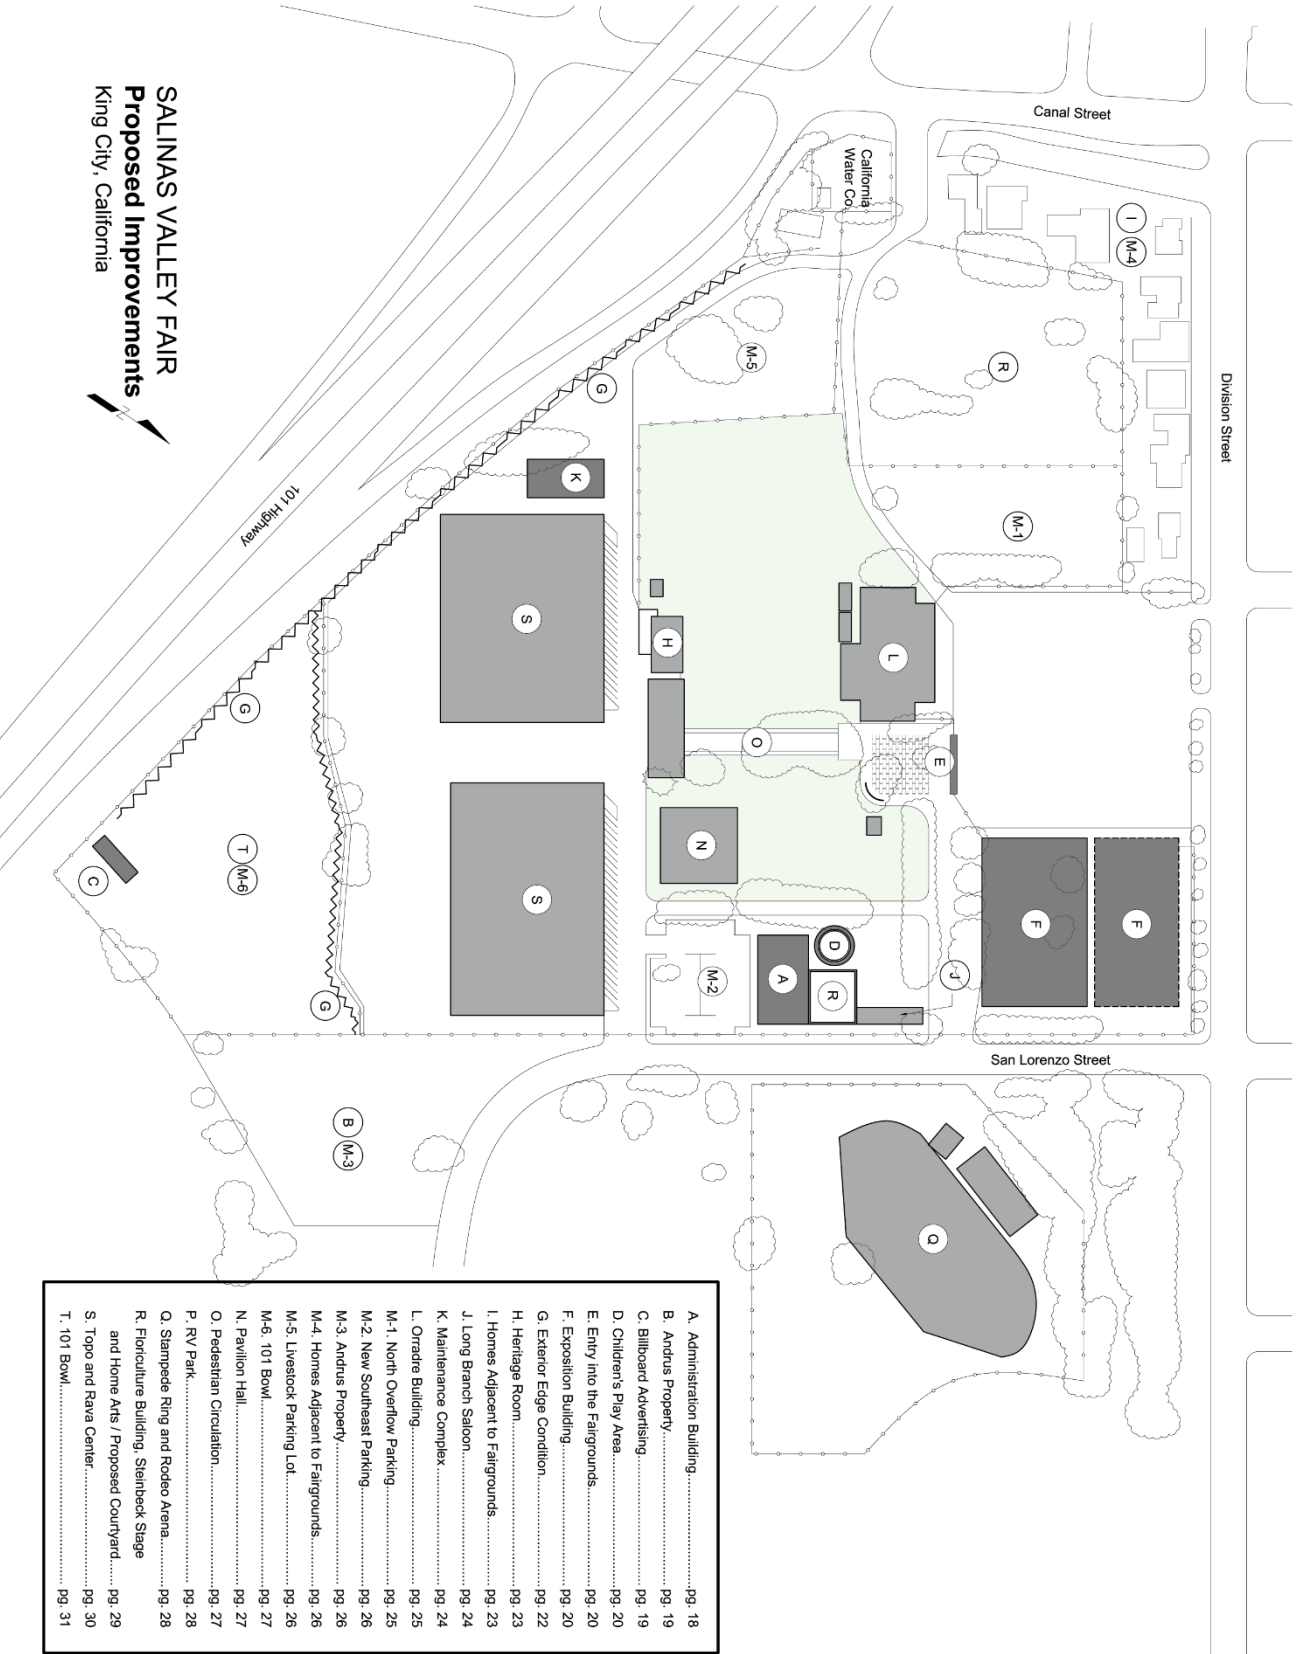 SALINAS VALLEY FAIR
Proposed Improvements
King City, California
Canal Street
California
Water Co.
Division Street
101 Highway
San Lorenzo Street
I
M-4
R
M-5
G
K
M-1
S
H
L
G
O
E
N
T
M-6
C
S
F
F
D
A
R
J
M-2
G
B
M-3
Q
A. Administration Building pg. 18
B. Andrus Property pg. 19
C. Billboard Advertising pg. 19
D. Children's Play Area pg. 20
E. Entry into the Fairgrounds pg. 20
F. Exposition Building pg. 20
G. Exterior Edge Condition pg. 22
H. Heritage Room pg. 23
I. Homes Adjacent to Fairgrounds pg. 23
J. Long Branch Saloon pg. 24
K. Maintenance Complex pg. 24
L. Orradre Building pg. 25
M-1. North Overflow Parking pg. 25
M-2. New Southeast Parking pg. 26
M-3. Andrus Property pg. 26
M-4. Homes Adjacent to Fairgrounds pg. 26
M-5. Livestock Parking Lot pg. 26
M-6. 101 Bowl pg. 27
N. Pavilion Hall pg. 27
O. Pedestrian Circulation pg. 27
P. RV Park pg. 28
Q. Stampede Ring and Rodeo Arena pg. 28
R. Floriculture Building, Steinbeck Stage
and Home Arts / Proposed Courtyard pg. 29
S. Topo and Rava Center pg. 30
T. 101 Bowl pg. 31